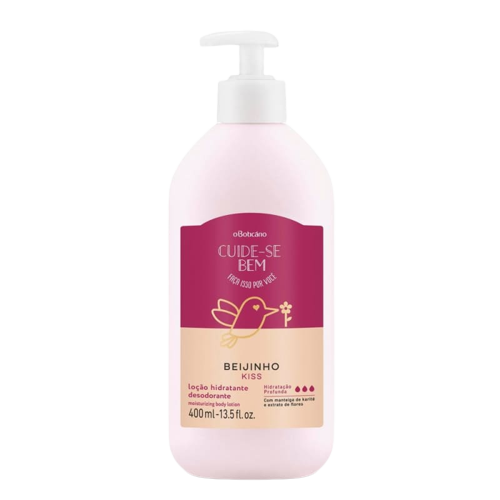 oBoticário
CUIDE-SE
BEM
FAÇA ISSO POR VOCÊ
BEIJINHO
KISS
loção hidratante
desodorante
moisturizing body lotion
400 ml-13.5 fl. oz.
Hidratação
Profunda
Com manteiga de karité
e extrato de flores